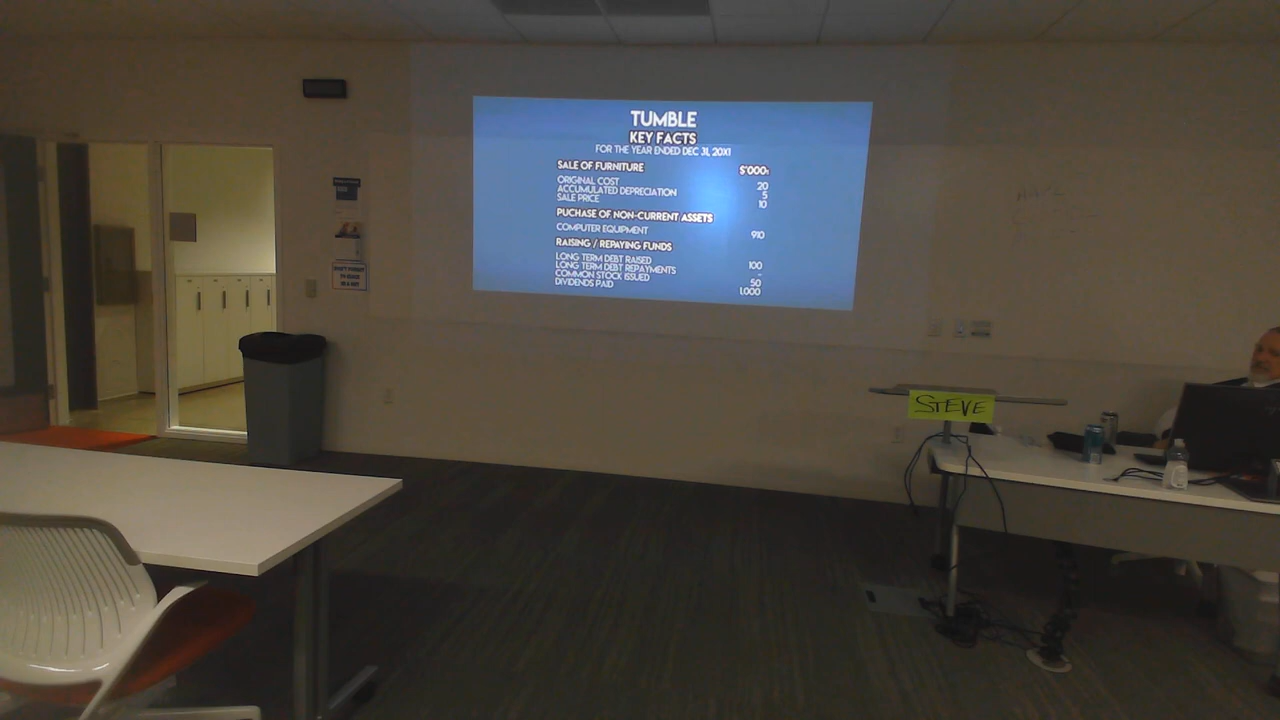 TUMBLE
KEY FACTS
FOR THE YEAR ENDED DEC 31, 20X1
SALE OF FURNITURE $'000s
ORIGINAL COST 20
ACCUMULATED DEPRECIATION 5
SALE PRICE 10
PUCHASE OF NON-CURRENT ASSETS
COMPUTER EQUIPMENT 910
RAISING / REPAYING FUNDS
LONG TERM DEBT RAISED 100
LONG TERM DEBT REPAYMENTS -
COMMON STOCK ISSUED 50
DIVIDENDS PAID 1,000
STEVE